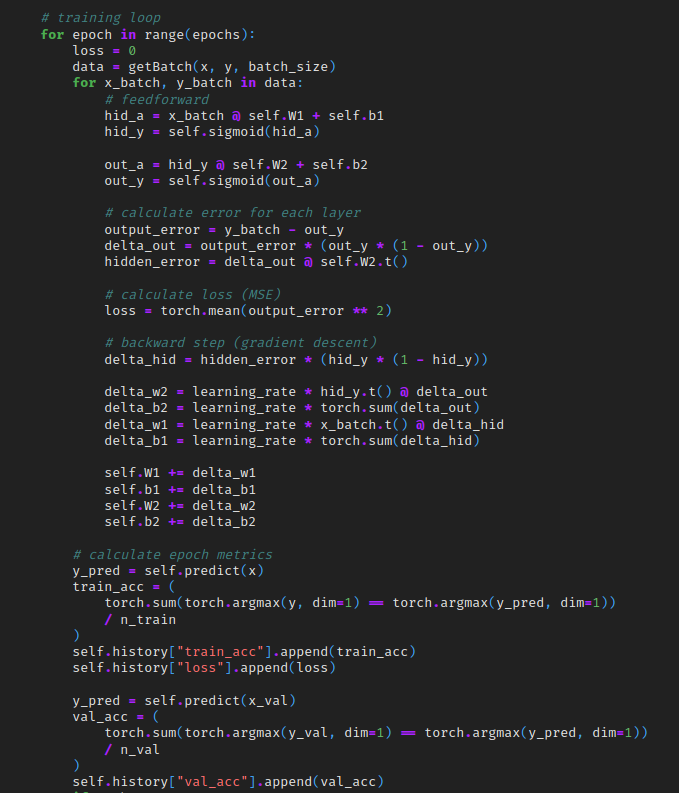 # training loop
for epoch in range(epochs):
    loss = 0
    data = getBatch(x, y, batch_size)
    for x_batch, y_batch in data:
        # feedforward
        hid_a = x_batch @ self.W1 + self.b1
        hid_y = self.sigmoid(hid_a)

        out_a = hid_y @ self.W2 + self.b2
        out_y = self.sigmoid(out_a)

        # calculate error for each layer
        output_error = y_batch - out_y
        delta_out = output_error * (out_y * (1 - out_y))
        hidden_error = delta_out @ self.W2.t()

        # calculate loss (MSE)
        loss = torch.mean(output_error ** 2)

        # backward step (gradient descent)
        delta_hid = hidden_error * (hid_y * (1 - hid_y))

        delta_w2 = learning_rate * hid_y.t() @ delta_out
        delta_b2 = learning_rate * torch.sum(delta_out)
        delta_w1 = learning_rate * x_batch.t() @ delta_hid
        delta_b1 = learning_rate * torch.sum(delta_hid)

        self.W1 += delta_w1
        self.b1 += delta_b1
        self.W2 += delta_w2
        self.b2 += delta_b2

    # calculate epoch metrics
    y_pred = self.predict(x)
    train_acc = (
        torch.sum(torch.argmax(y, dim=1) == torch.argmax(y_pred, dim=1))
        / n_train
    )
    self.history["train_acc"].append(train_acc)
    self.history["loss"].append(loss)

    y_pred = self.predict(x_val)
    val_acc = (
        torch.sum(torch.argmax(y_val, dim=1) == torch.argmax(y_pred, dim=1))
        / n_val
    )
    self.history["val_acc"].append(val_acc)